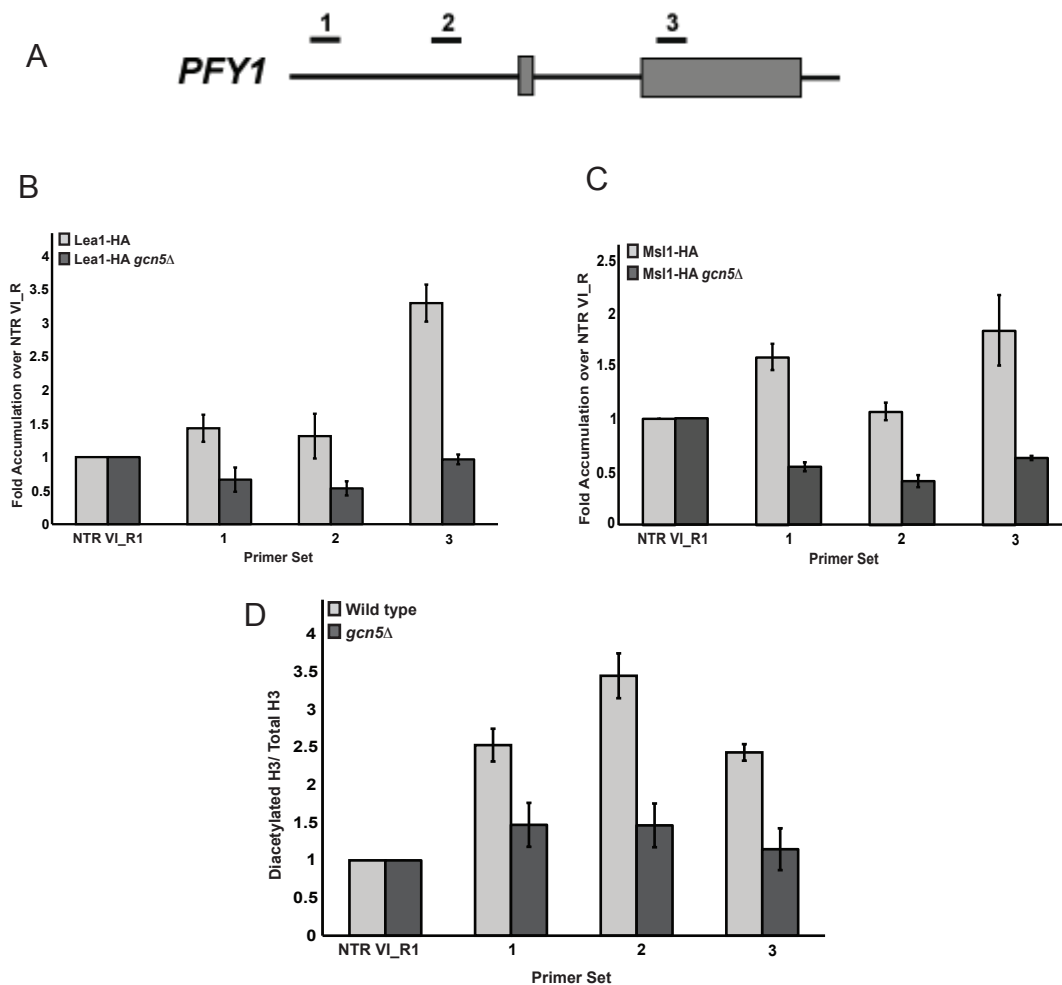 A
PFY1
1
2
3
B
Lea1-HA
Lea1-HA gcn5Δ
Fold Accumulation over NTR VI_R
4
3.5
3
2.5
2
1.5
1
0.5
0
NTR VI_R1
1
2
3
Primer Set
C
Msl1-HA
Msl1-HA gcn5Δ
Fold Accumulation over NTR VI_R
2.5
2
1.5
1
0.5
0
NTR VI_R1
1
2
3
Primer Set
D
Wild type
gcn5Δ
Diacetylated H3/ Total H3
4
3.5
3
2.5
2
1.5
1
0.5
0
NTR VI_R1
1
2
3
Primer Set